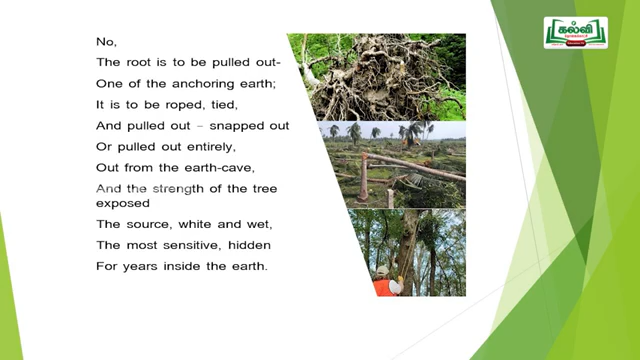 கல்வி
No,
The root is to be pulled out-
One of the anchoring earth;
It is to be roped, tied,
And pulled out – snapped out
Or pulled out entirely,
Out from the earth-cave,
And the strength of the tree
exposed
The source, white and wet,
The most sensitive, hidden
For years inside the earth.